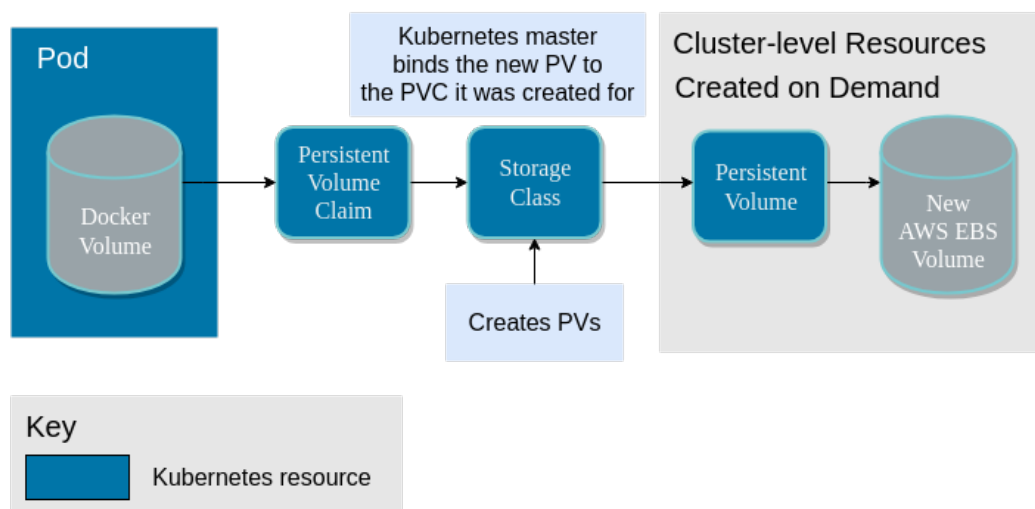 Pod
Docker
Volume
Persistent
Volume
Claim
Kubernetes master
binds the new PV to
the PVC it was created for
Storage
Class
Creates PVs
Cluster-level Resources
Created on Demand
Persistent
Volume
New
AWS EBS
Volume
Key
Kubernetes resource